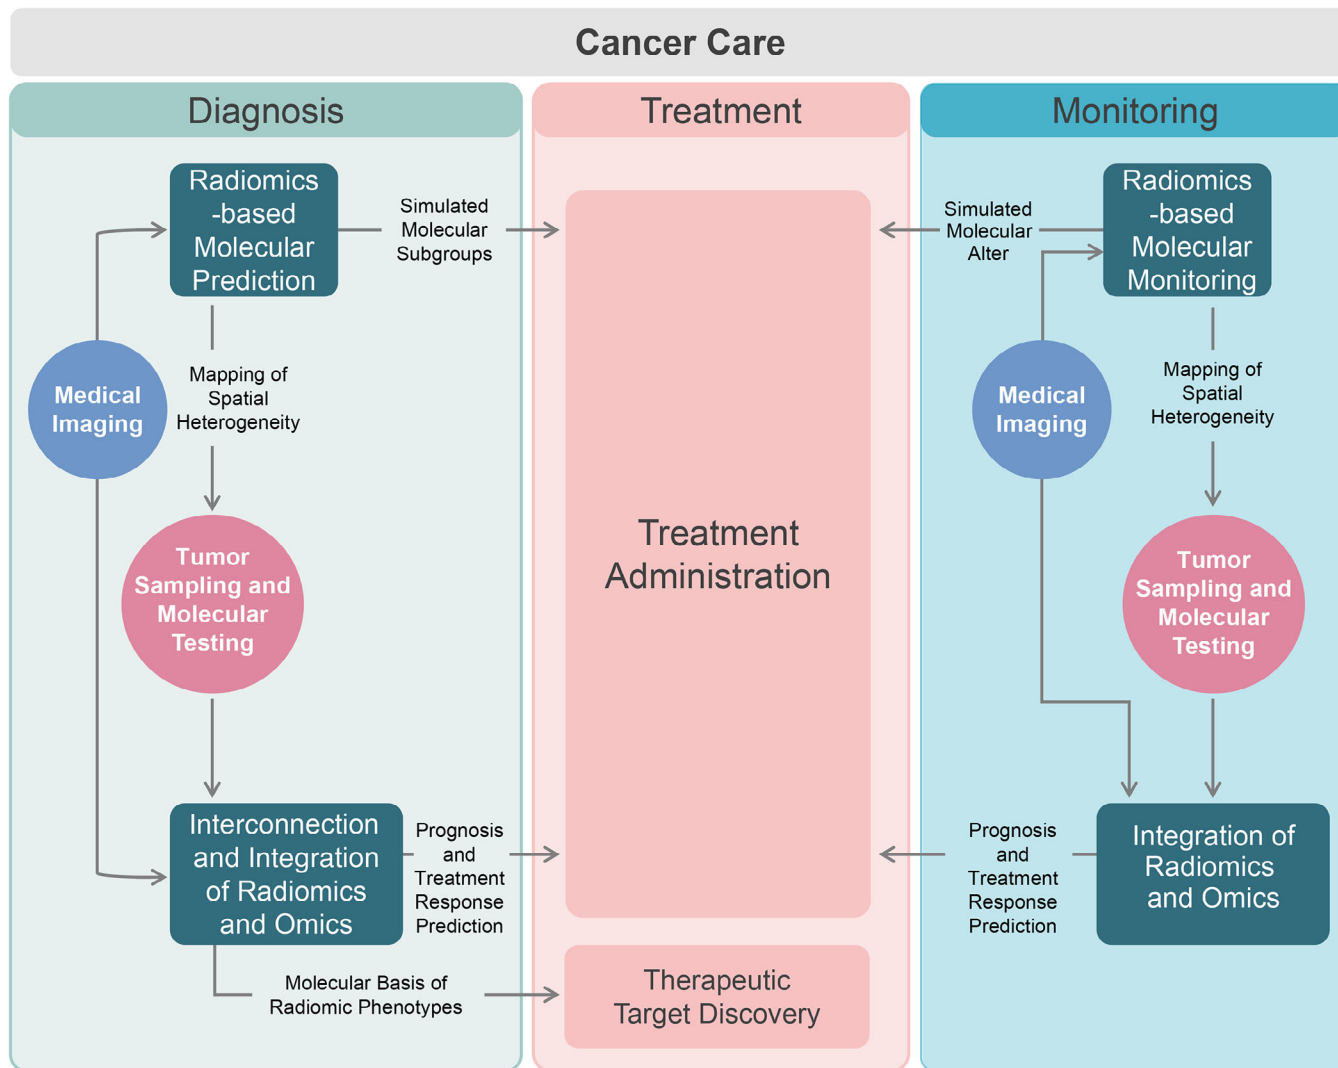 Cancer Care
Diagnosis
Radiomics
-based
Molecular
Prediction
Simulated
Molecular
Subgroups
Medical
Imaging
Mapping of
Spatial
Heterogeneity
Tumor
Sampling and
Molecular
Testing
Interconnection
and Integration
of Radiomics
and Omics
Prognosis
and
Treatment
Response
Prediction
Molecular Basis of
Radiomic Phenotypes
Treatment
Treatment
Administration
Therapeutic
Target Discovery
Monitoring
Simulated
Molecular
Alter
Radiomics
-based
Molecular
Monitoring
Medical
Imaging
Mapping of
Spatial
Heterogeneity
Tumor
Sampling and
Molecular
Testing
Prognosis
and
Treatment
Response
Prediction
Integration of
Radiomics
and Omics